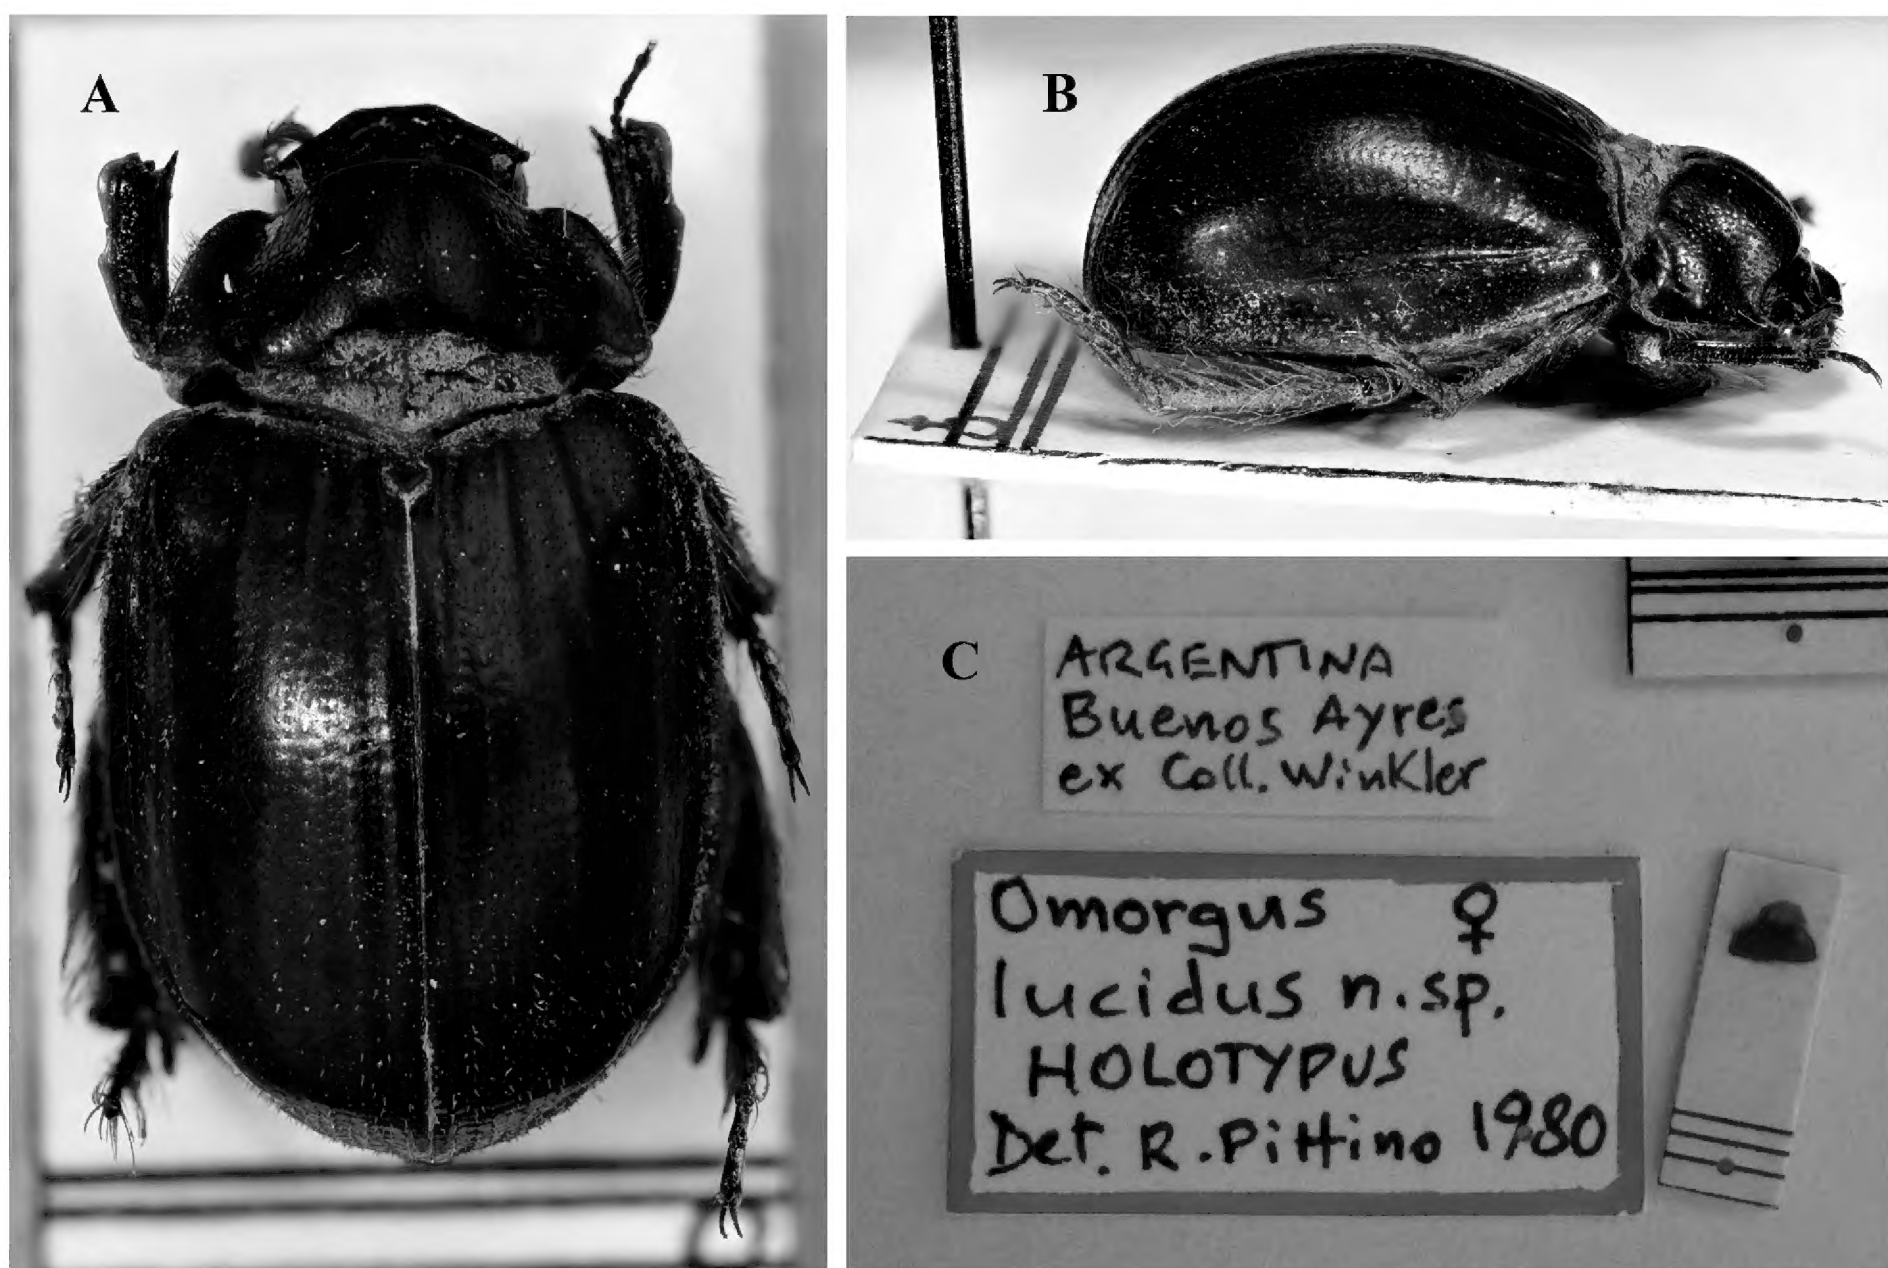 A
B
C
ARGENTINA
Buenos Ayres
ex Coll. Winkler
Omorgus ♀
lucidus n.sp.
HOLOTYPUS
Det. R. Pittino 1980